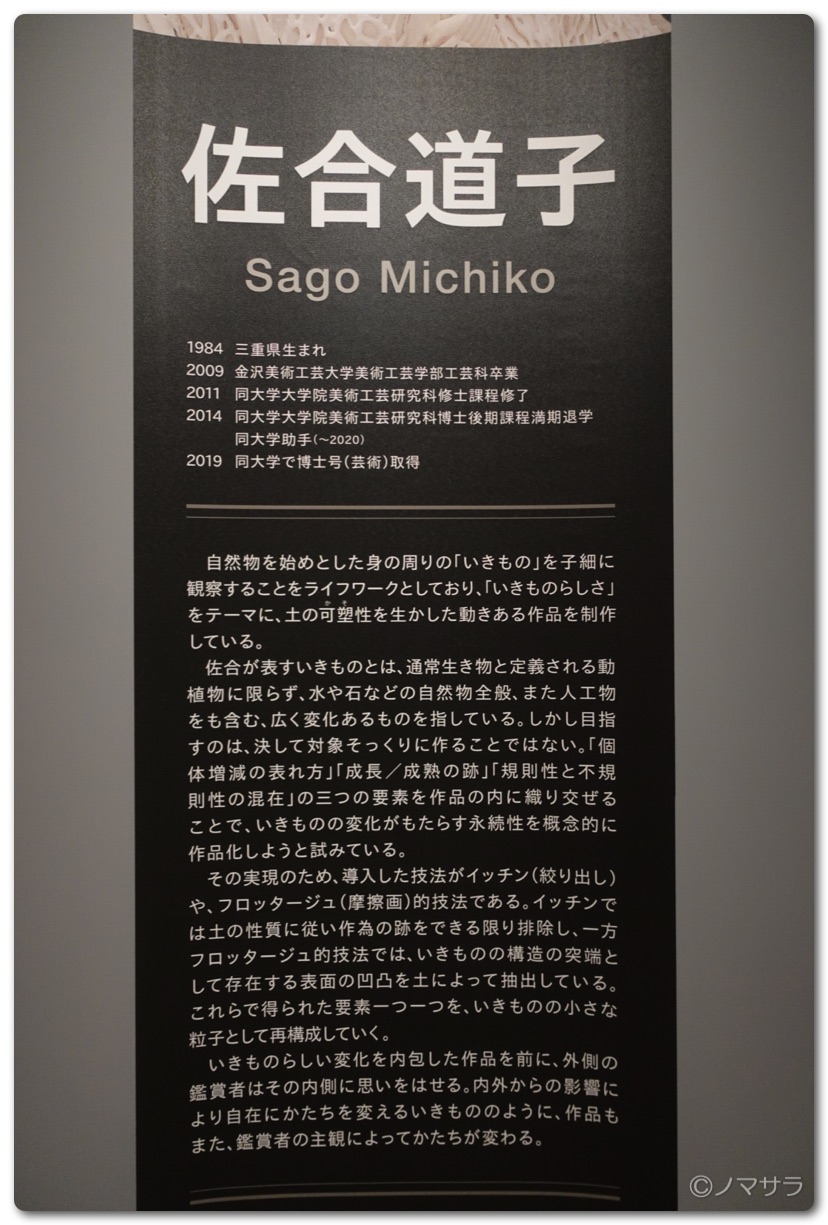 佐合道子
Sago Michiko
1984 三重県生まれ
2009 金沢美術工芸大学美術工芸学部工芸科卒業
2011 同大学大学院美術工芸研究科修士課程修了
2014 同大学大学院美術工芸研究科博士後期課程満期退学
同大学助手(~2020)
2019 同大学で博士号(芸術)取得
自然物を始めとした身の周りの「いきもの」を子細に
観察することをライフワークとしており、「いきものらしさ」
をテーマに、土の可塑性を生かした動きある作品を制作
している。
佐合が表すいきものとは、通常生き物と定義される動
植物に限らず、水や石などの自然物全般、また人工物
をも含む、広く変化あるものを指している。しかし目指
すのは、決して対象そっくりに作ることではない。「個
体増減の表れ方」「成長/成熟の跡」「規則性と不規
則性の混在」の三つの要素を作品の内に織り交ぜる
ことで、いきものの変化がもたらす永続性を概念的に
作品化しようと試みている。
その実現のため、導入した技法がイッチン(絞り出し)
や、フロッタージュ(摩擦画)的技法である。イッチンで
は土の性質に従い作為の跡をできる限り排除し、一方
フロッタージュ的技法では、いきものの構造の突端と
して存在する表面の凹凸を土によって抽出している。
これらで得られた要素一つ一つを、いきものの小さな
粒子として再構成していく。
いきものらしい変化を内包した作品を前に、外側の
鑑賞者はその内側に思いをはせる。内外からの影響に
より自在にかたちを変えるいきもののように、作品も
また、鑑賞者の主観によってかたちが変わる。
©ノマサラ